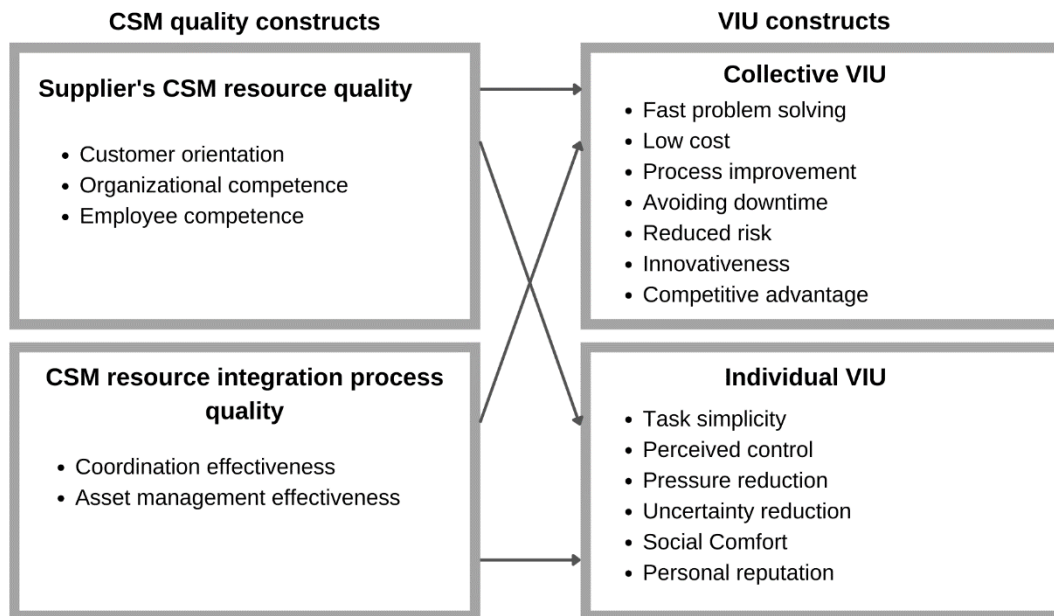 CSM quality constructs
VIU constructs
Supplier's CSM resource quality
• Customer orientation
• Organizational competence
• Employee competence
Collective VIU
• Fast problem solving
• Low cost
• Process improvement
• Avoiding downtime
• Reduced risk
• Innovativeness
• Competitive advantage
CSM resource integration process
quality
• Coordination effectiveness
• Asset management effectiveness
Individual VIU
• Task simplicity
• Perceived control
• Pressure reduction
• Uncertainty reduction
• Social Comfort
• Personal reputation